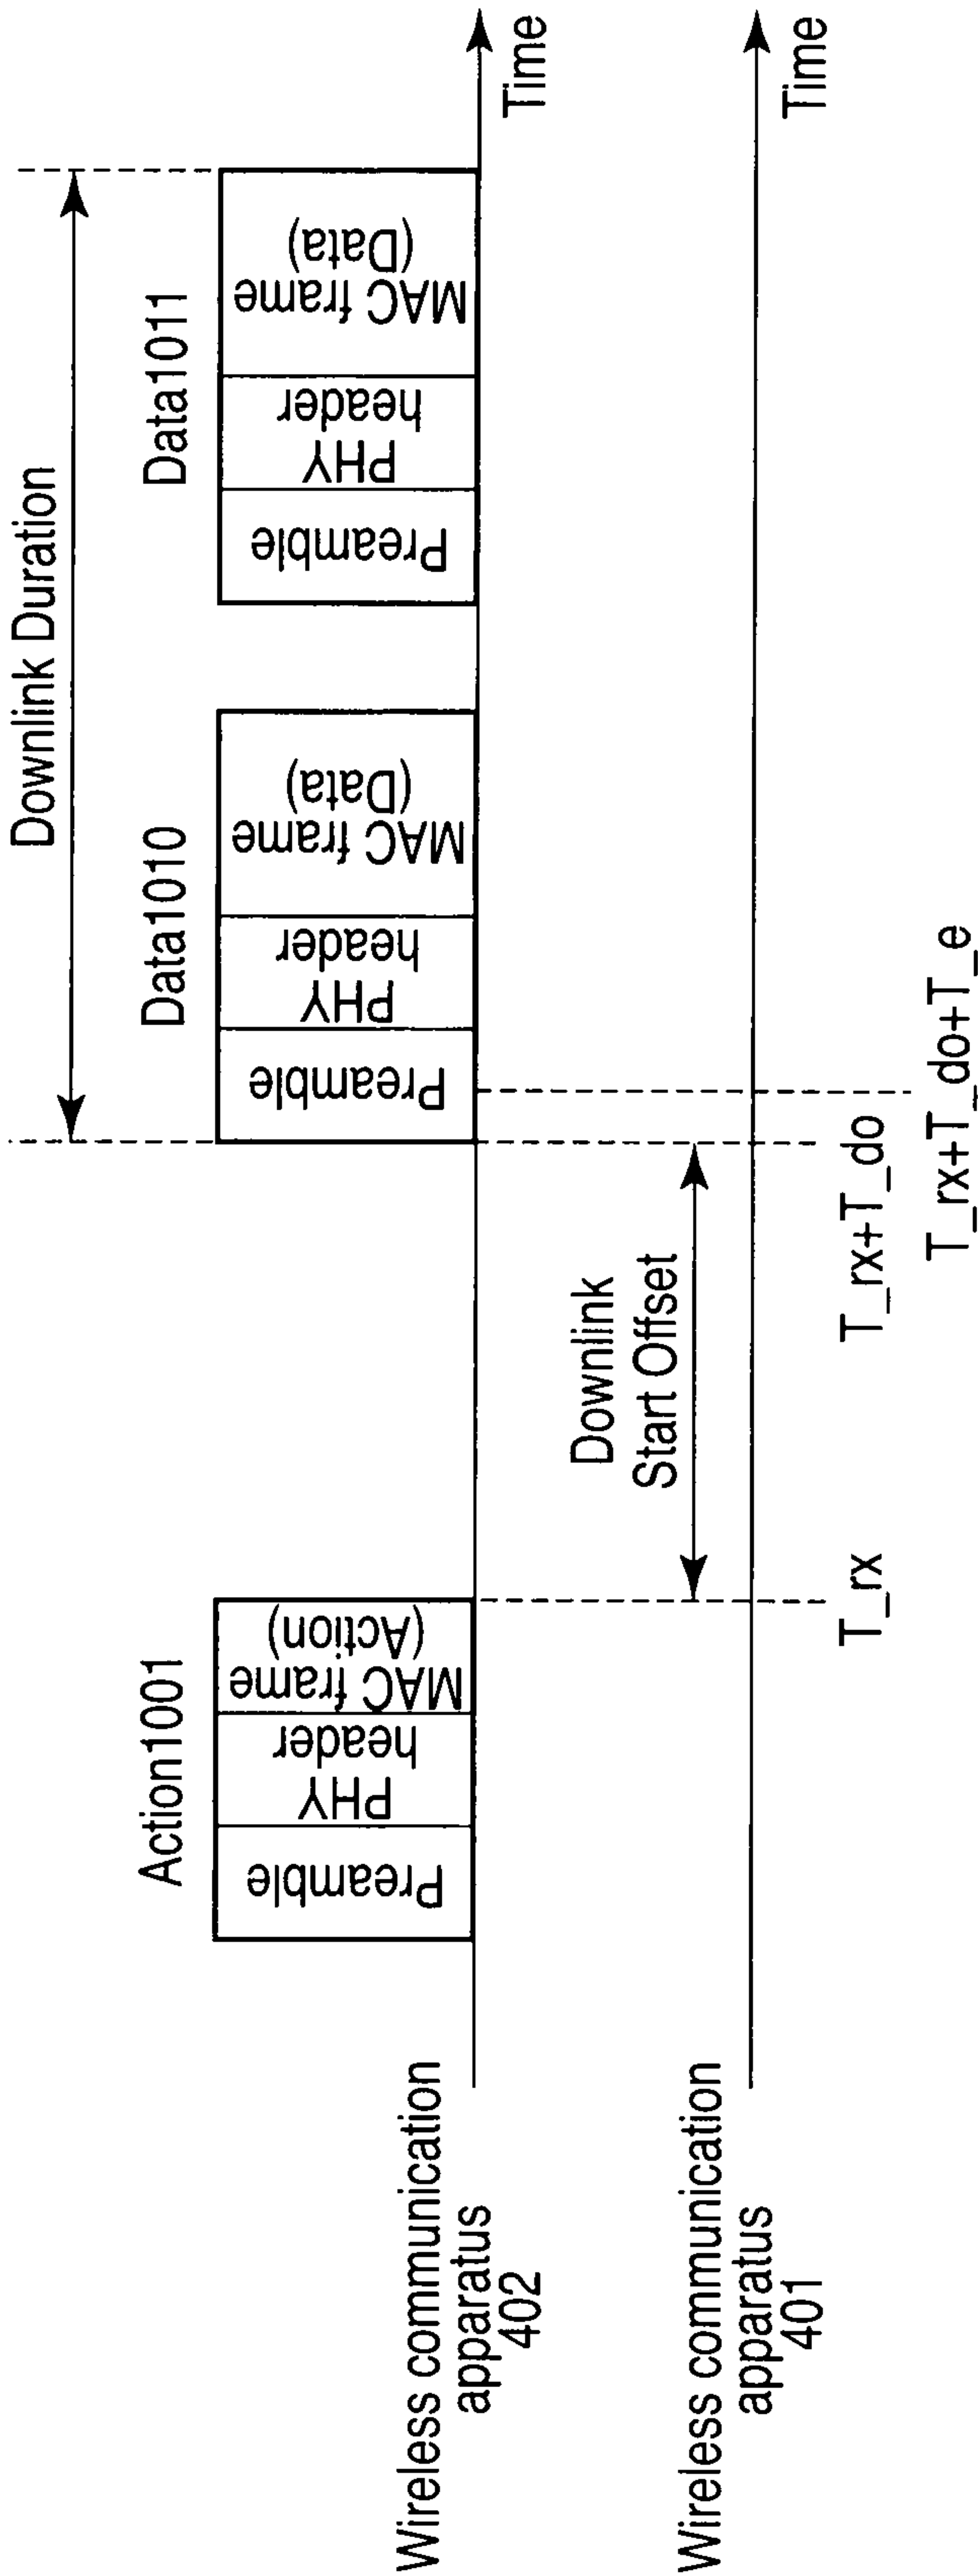 Downlink Duration
Action1001
Data1010
Data1011
Preamble
PHY
header
MAC frame
(Action)
Preamble
PHY
header
MAC frame
(Data)
Preamble
PHY
header
MAC frame
(Data)
Wireless communication
apparatus
402
Time
Downlink
Start Offset
Wireless communication
apparatus
401
Time
T_rx
T_rx+T_do
T_rx+T_do+T_e